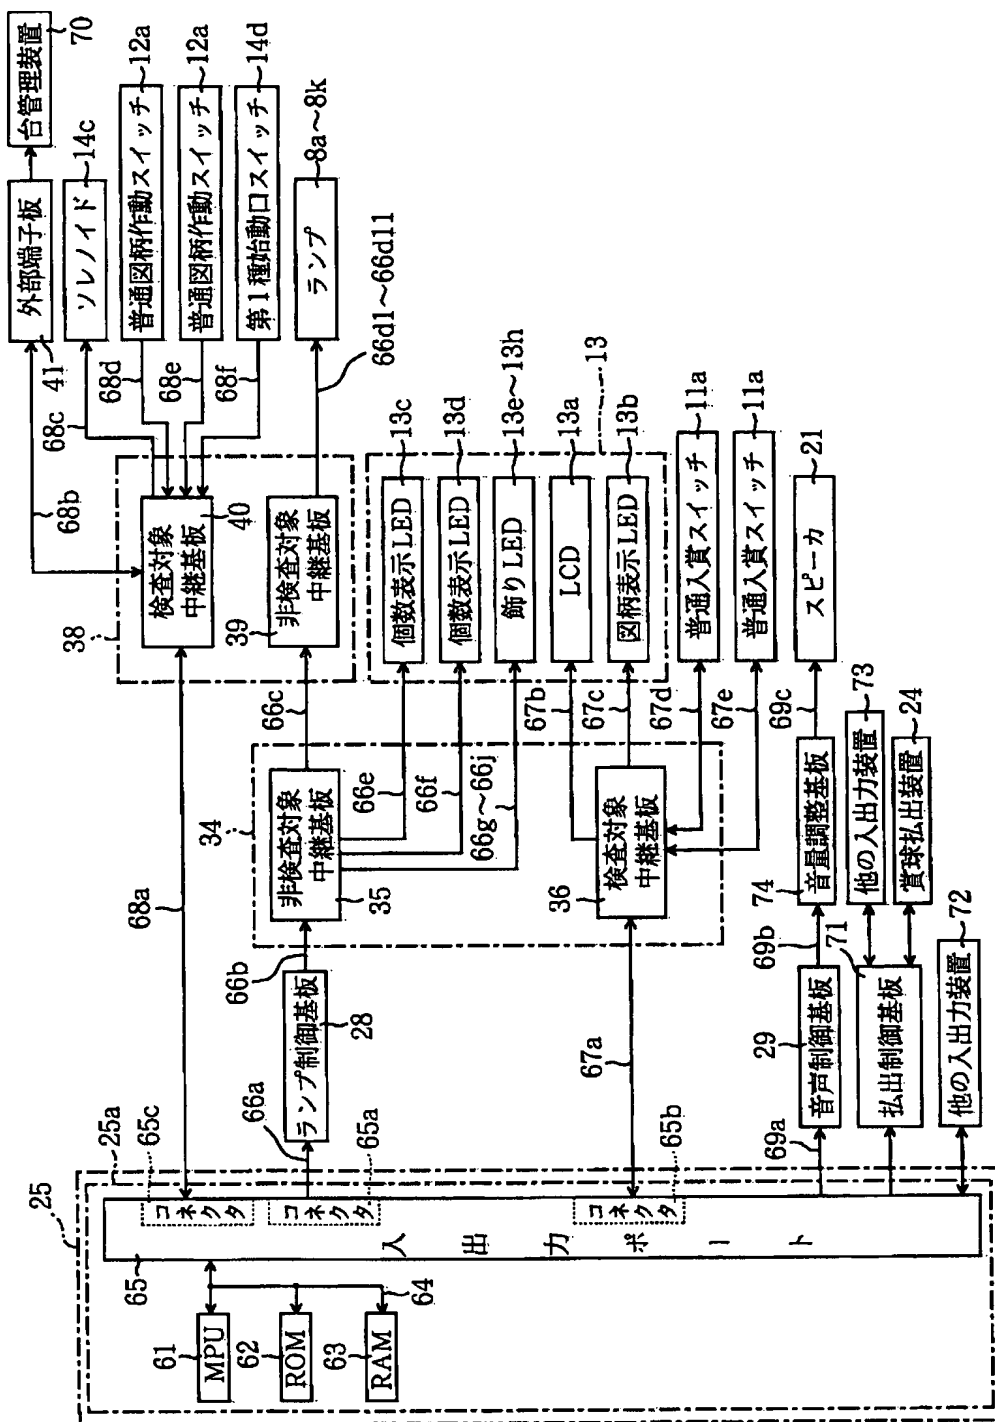 25
65
61
MPU
62
ROM
63
RAM
64
25a
65c
コネクタ
65a
コネクタ
65b
コネクタ
入出力ポート
68a
38
検査対象
中継基板
40
68b
外部端子板
41
台管理装置
70
68c
ソレノイド
14c
68d
普通図柄作動スイッチ
12a
68e
普通図柄作動スイッチ
12a
68f
第1種始動口スイッチ
14d
66a
ランプ制御基板
28
66b
34
非検査対象
中継基板
35
66c
非検査対象
中継基板
39
66d1～66d11
ランプ
8a～8k
66e
個数表示LED
13c
66f
個数表示LED
13d
66g～66j
飾りLED
13e～13h
67a
検査対象
中継基板
36
67b
LCD
13a
67c
図柄表示LED
13b
13
67d
普通入賞スイッチ
11a
67e
普通入賞スイッチ
11a
69a
音声制御基板
29
69b
音量調整基板
74
69c
スピーカ
21
払出制御基板
71
他の入出力装置
73
賞球払出装置
24
他の入出力装置
72